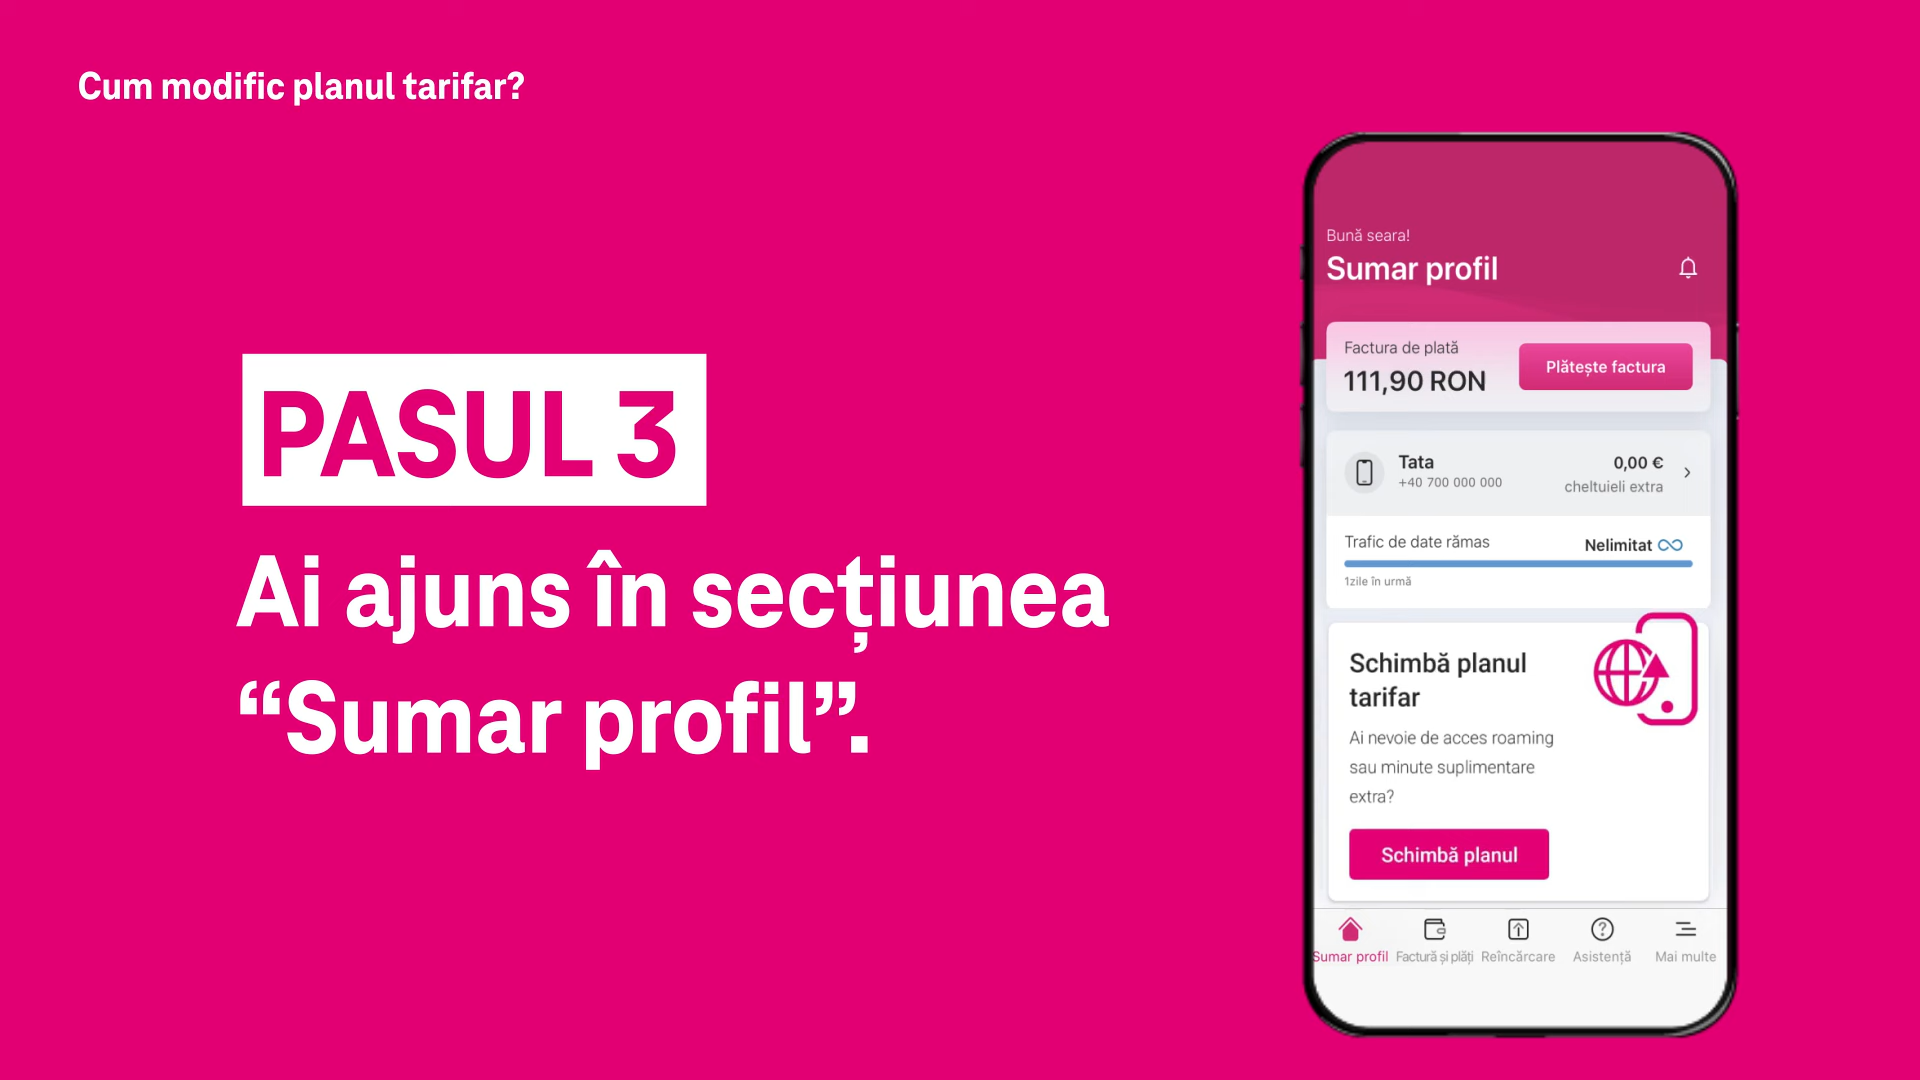 Cum modific planul tarifar?
PASUL 3
Ai ajuns în secțiunea
“Sumar profil”.
Bună seara!
Sumar profil
Factura de plată
111,90 RON
Plătește factura
Tata
+40 700 000 000
0,00 €
cheltuieli extra
Trafic de date rămas
Nelimitat
1zile în urmă
Schimbă planul
tarifar
Ai nevoie de acces roaming
sau minute suplimentare
extra?
Schimbă planul
Sumar profil
Factură și plăți
Reîncărcare
Asistență
Mai multe